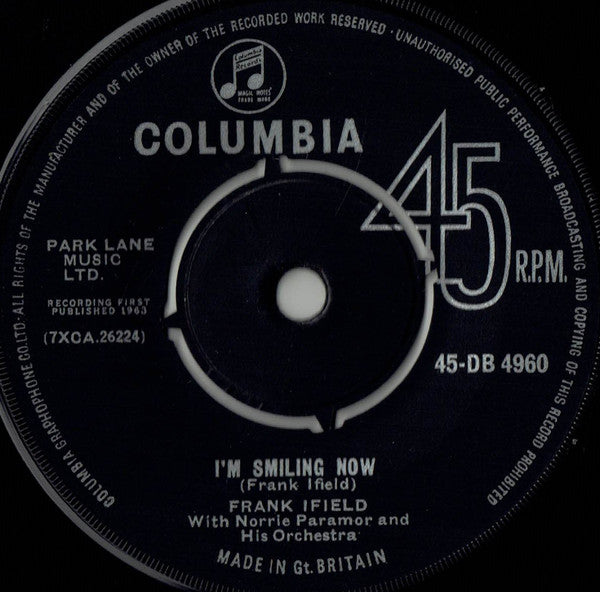 COLUMBIA GRAPHOPHONE CO. LTD. ALL RIGHTS OF THE MANUFACTURER AND OF THE OWNER OF THE RECORDED WORK RESERVED · UNAUTHORISED PUBLIC PERFORMANCE BROADCASTING AND COPYING OF THIS RECORD PROHIBITED
Columbia
Records
MAGIC NOTES
TRADE MARK
COLUMBIA
45
R.P.M.
PARK LANE
MUSIC
LTD.
RECORDING FIRST
PUBLISHED 1963
(7XCA.26224)
45-DB 4960
I'M SMILING NOW
(Frank Ifield)
FRANK IFIELD
With Norrie Paramor and
His Orchestra
MADE IN Gt. BRITAIN